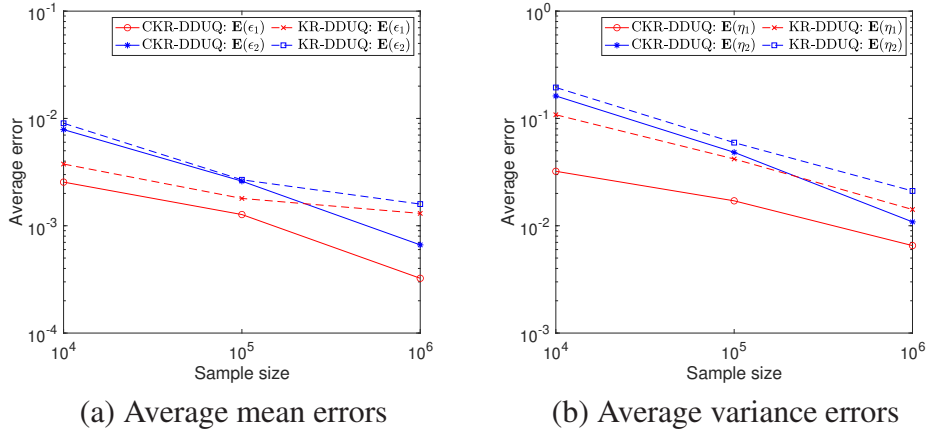 CKR-DDUQ: E(ϵ₁) KR-DDUQ: E(ϵ₁)
CKR-DDUQ: E(ϵ₂) KR-DDUQ: E(ϵ₂)
10⁻¹
10⁻²
10⁻³
10⁻⁴
Average error
10⁴ 10⁵ 10⁶
Sample size
(a) Average mean errors
CKR-DDUQ: E(η₁) KR-DDUQ: E(η₁)
CKR-DDUQ: E(η₂) KR-DDUQ: E(η₂)
10⁰
10⁻¹
10⁻²
10⁻³
Average error
10⁴ 10⁵ 10⁶
Sample size
(b) Average variance errors